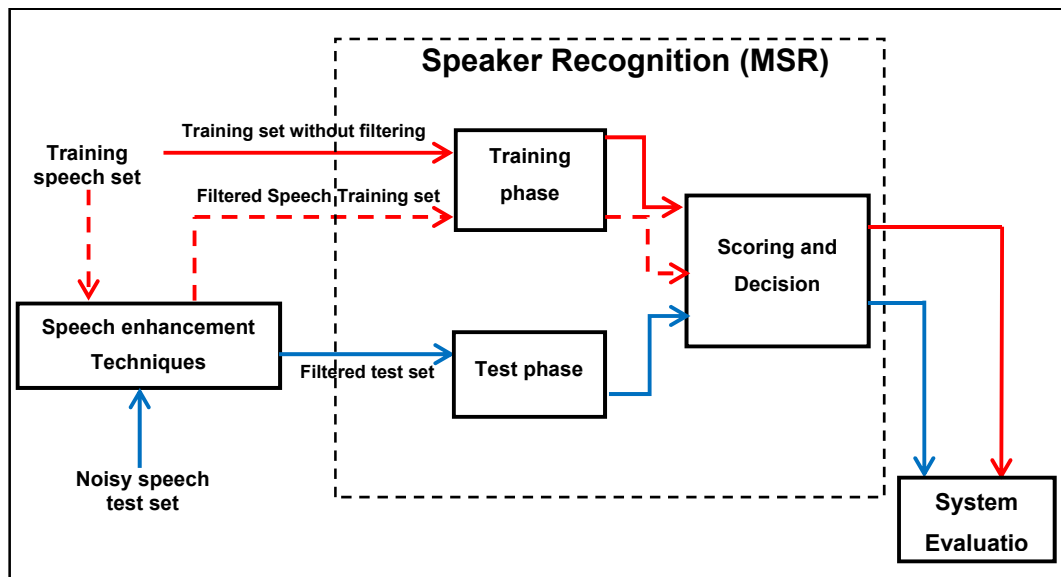 Speaker Recognition (MSR)
Training set without filtering
Training
speech set
Filtered Speech Training set
Training
phase
Scoring and
Decision
Speech enhancement
Techniques
Filtered test set
Test phase
Noisy speech
test set
System
Evaluatio